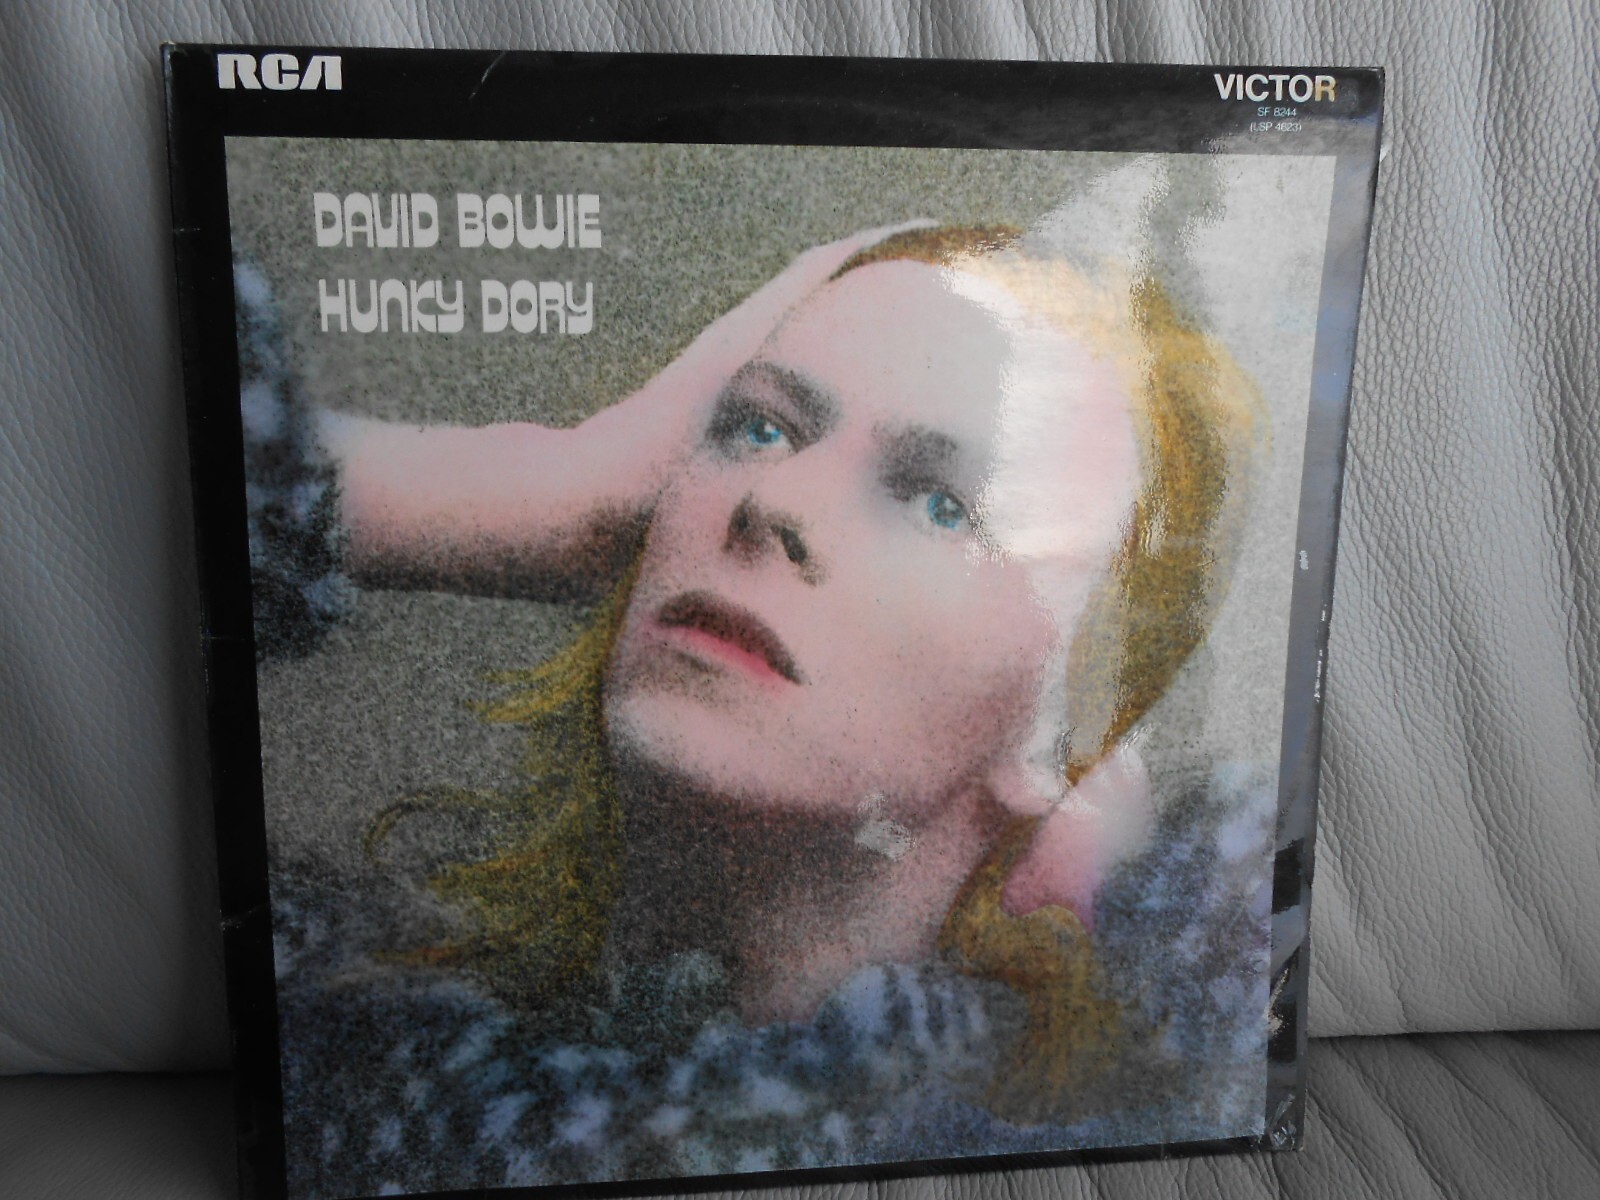 RCA
VICTOR
SF 8244
(LSP 4623)
DAVID BOWIE
HUNKY DORY